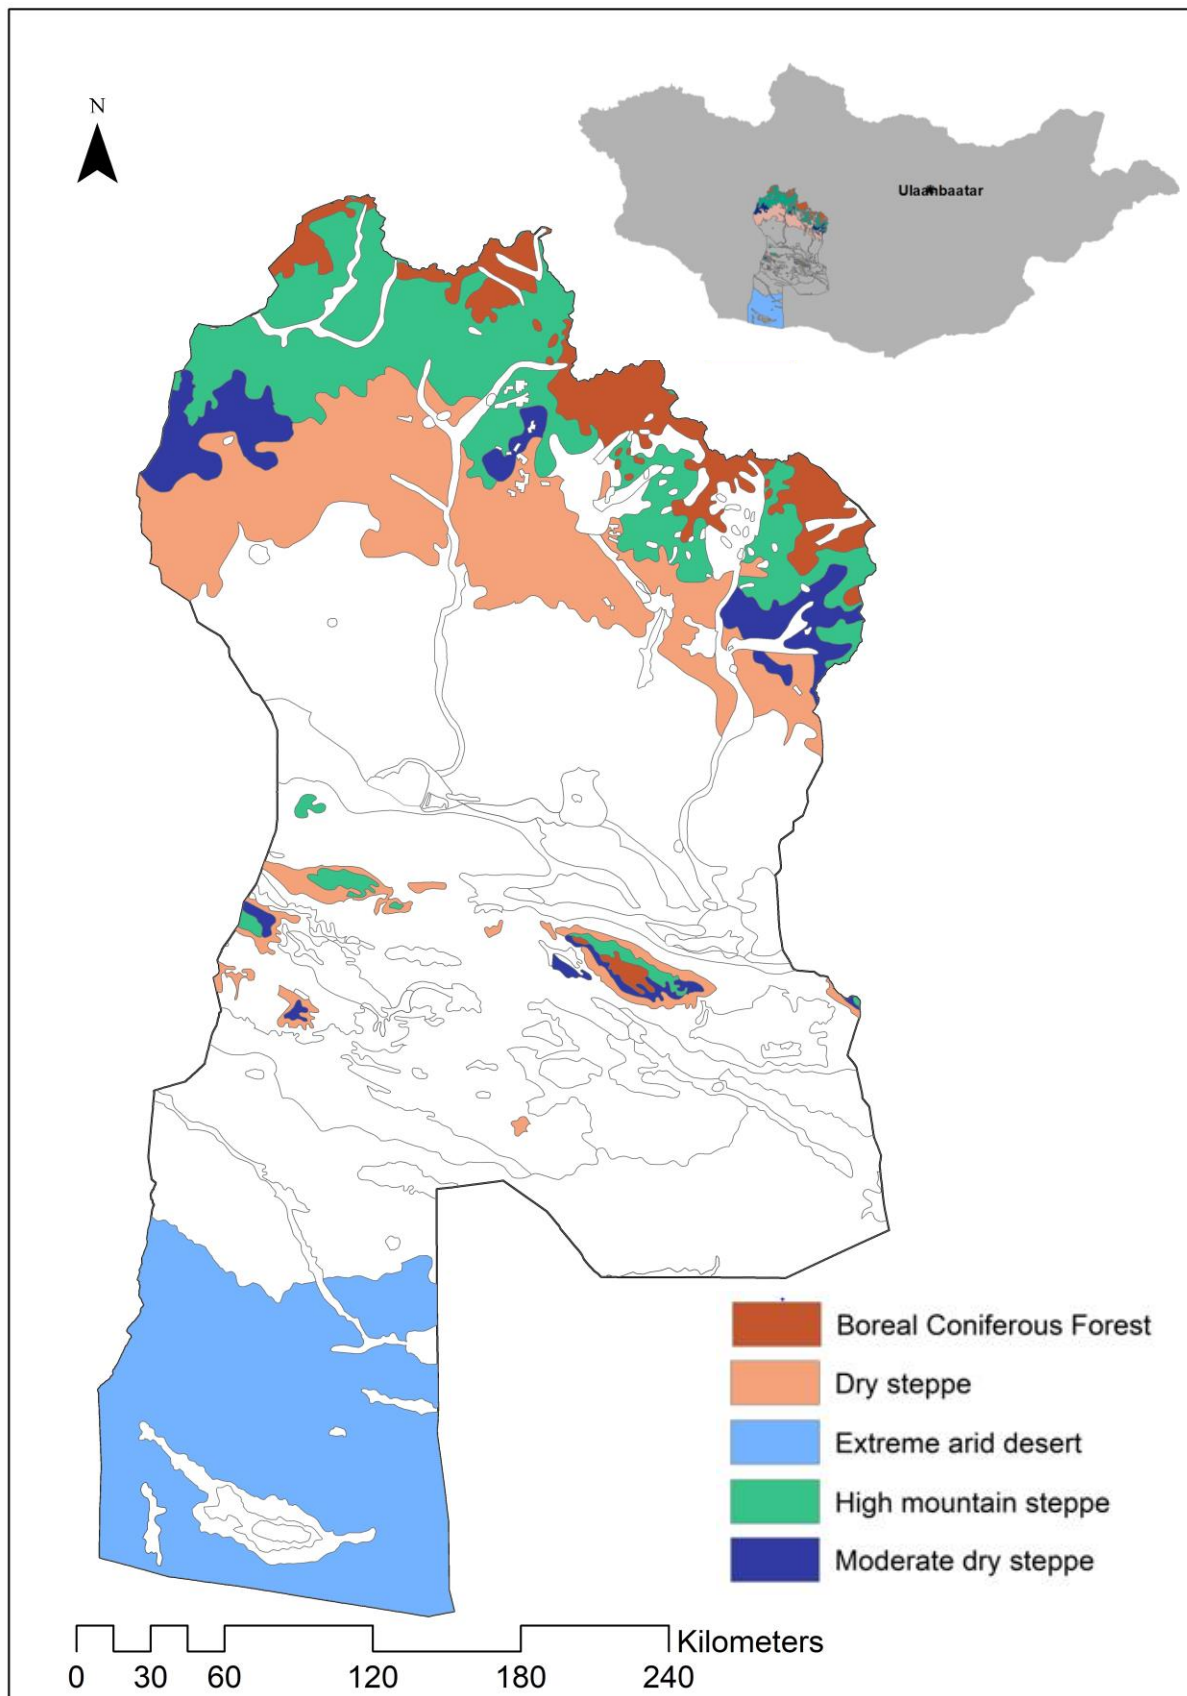 N
Ulaanbaatar
Boreal Coniferous Forest
Dry steppe
Extreme arid desert
High mountain steppe
Moderate dry steppe
Kilometers
0 30 60 120 180 240